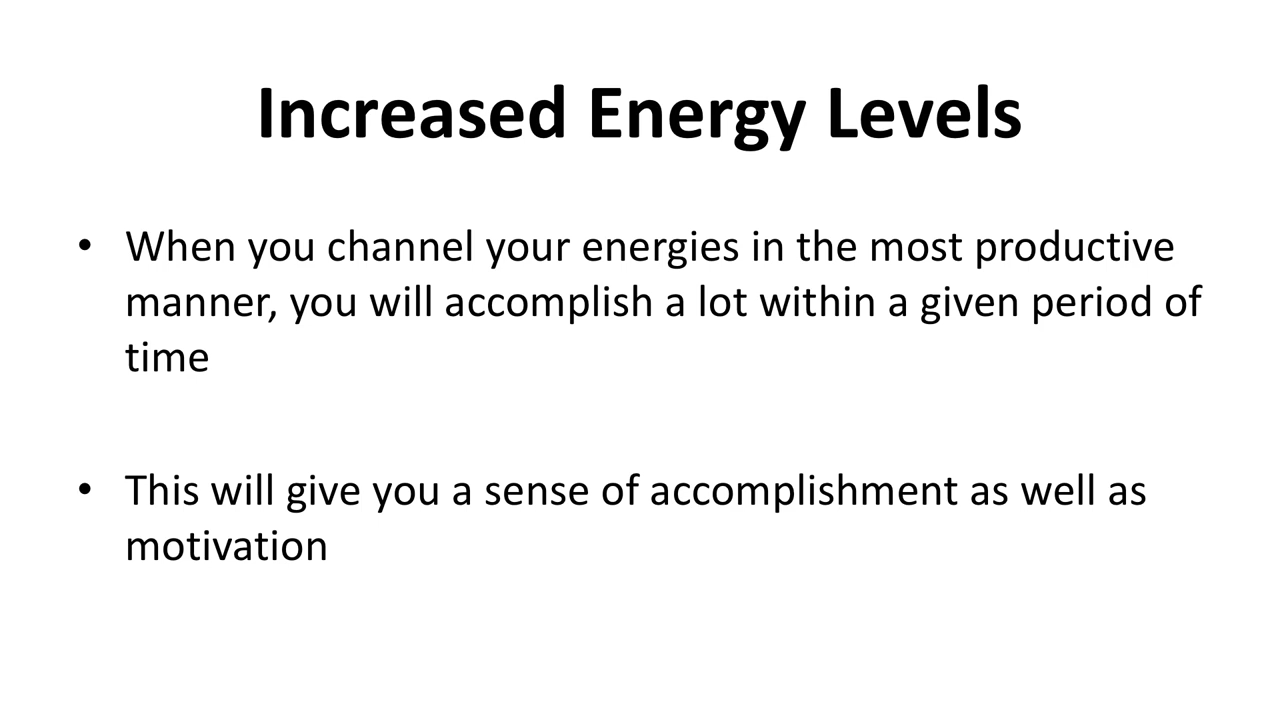 Increased Energy Levels
• When you channel your energies in the most productive
manner, you will accomplish a lot within a given period of
time
• This will give you a sense of accomplishment as well as
motivation